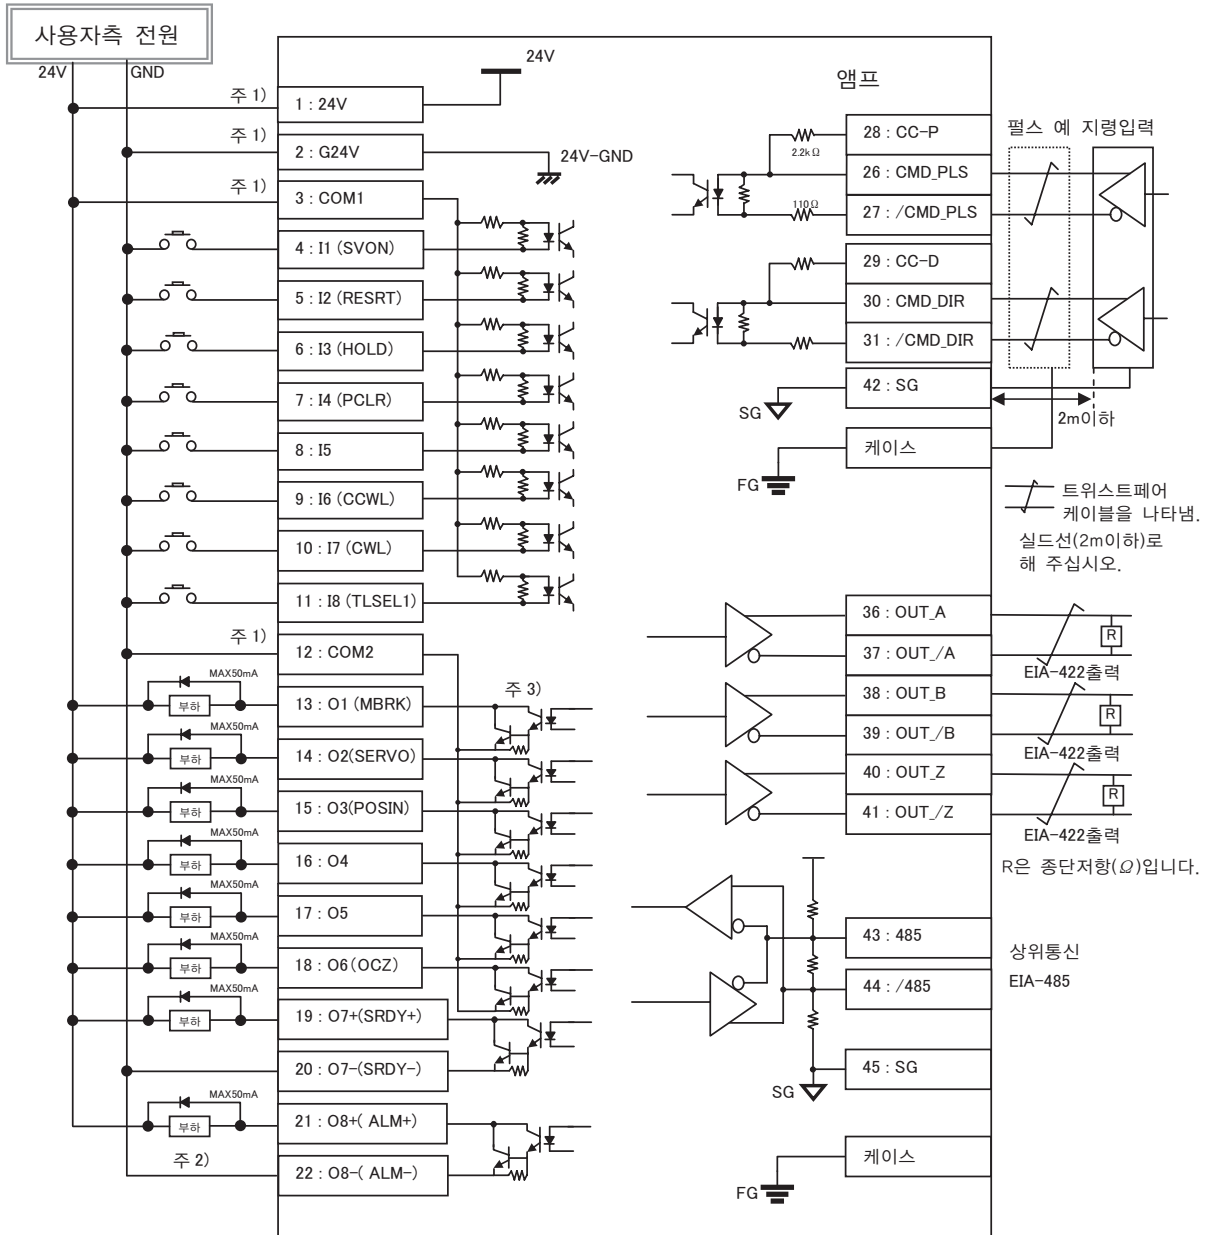 사용자측 전원
24V
GND
24V
앰프
주 1)
1 : 24V
주 1)
2 : G24V
24V-GND
주 1)
3 : COM1
4 : I1 (SVON)
5 : I2 (RESRT)
6 : I3 (HOLD)
7 : I4 (PCLR)
8 : I5
9 : I6 (CCWL)
10 : I7 (CWL)
11 : I8 (TLSEL1)
주 1)
12 : COM2
MAX50mA
부하
13 : O1 (MBRK)
주 3)
MAX50mA
부하
14 : O2(SERVO)
MAX50mA
부하
15 : O3(POSIN)
MAX50mA
부하
16 : O4
MAX50mA
부하
17 : O5
MAX50mA
부하
18 : O6 (OCZ)
MAX50mA
부하
19 : O7+(SRDY+)
20 : O7-(SRDY-)
MAX50mA
부하
21 : O8+( ALM+)
주 2)
22 : O8-( ALM-)
28 : CC-P
2.2kΩ
26 : CMD_PLS
110Ω
27 : /CMD_PLS
29 : CC-D
30 : CMD_DIR
31 : /CMD_DIR
42 : SG
SG
케이스
FG
펄스 예 지령입력
2m이하
트위스트페어
케이블을 나타냄.
실드선(2m이하)로
해 주십시오.
36 : OUT_A
R
37 : OUT_/A
EIA-422출력
38 : OUT_B
R
39 : OUT_/B
EIA-422출력
40 : OUT_Z
R
41 : OUT_/Z
EIA-422출력
R은 종단저항(Ω)입니다.
43 : 485
상위통신
44 : /485
EIA-485
45 : SG
SG
케이스
FG